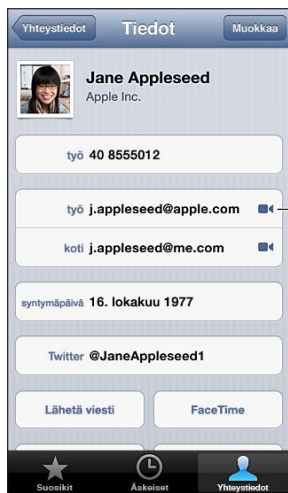 Yhteystiedot Tiedot Muokkaa
Jane Appleseed
Apple Inc.
työ 40 8555012
työ j.appleseed@apple.com
koti j.appleseed@me.com
syntymäpäivä 16. lokakuu 1977
Twitter @JaneAppleseed1
Lähetä viesti FaceTime
Suosikit Äskeiset Yhteystiedot